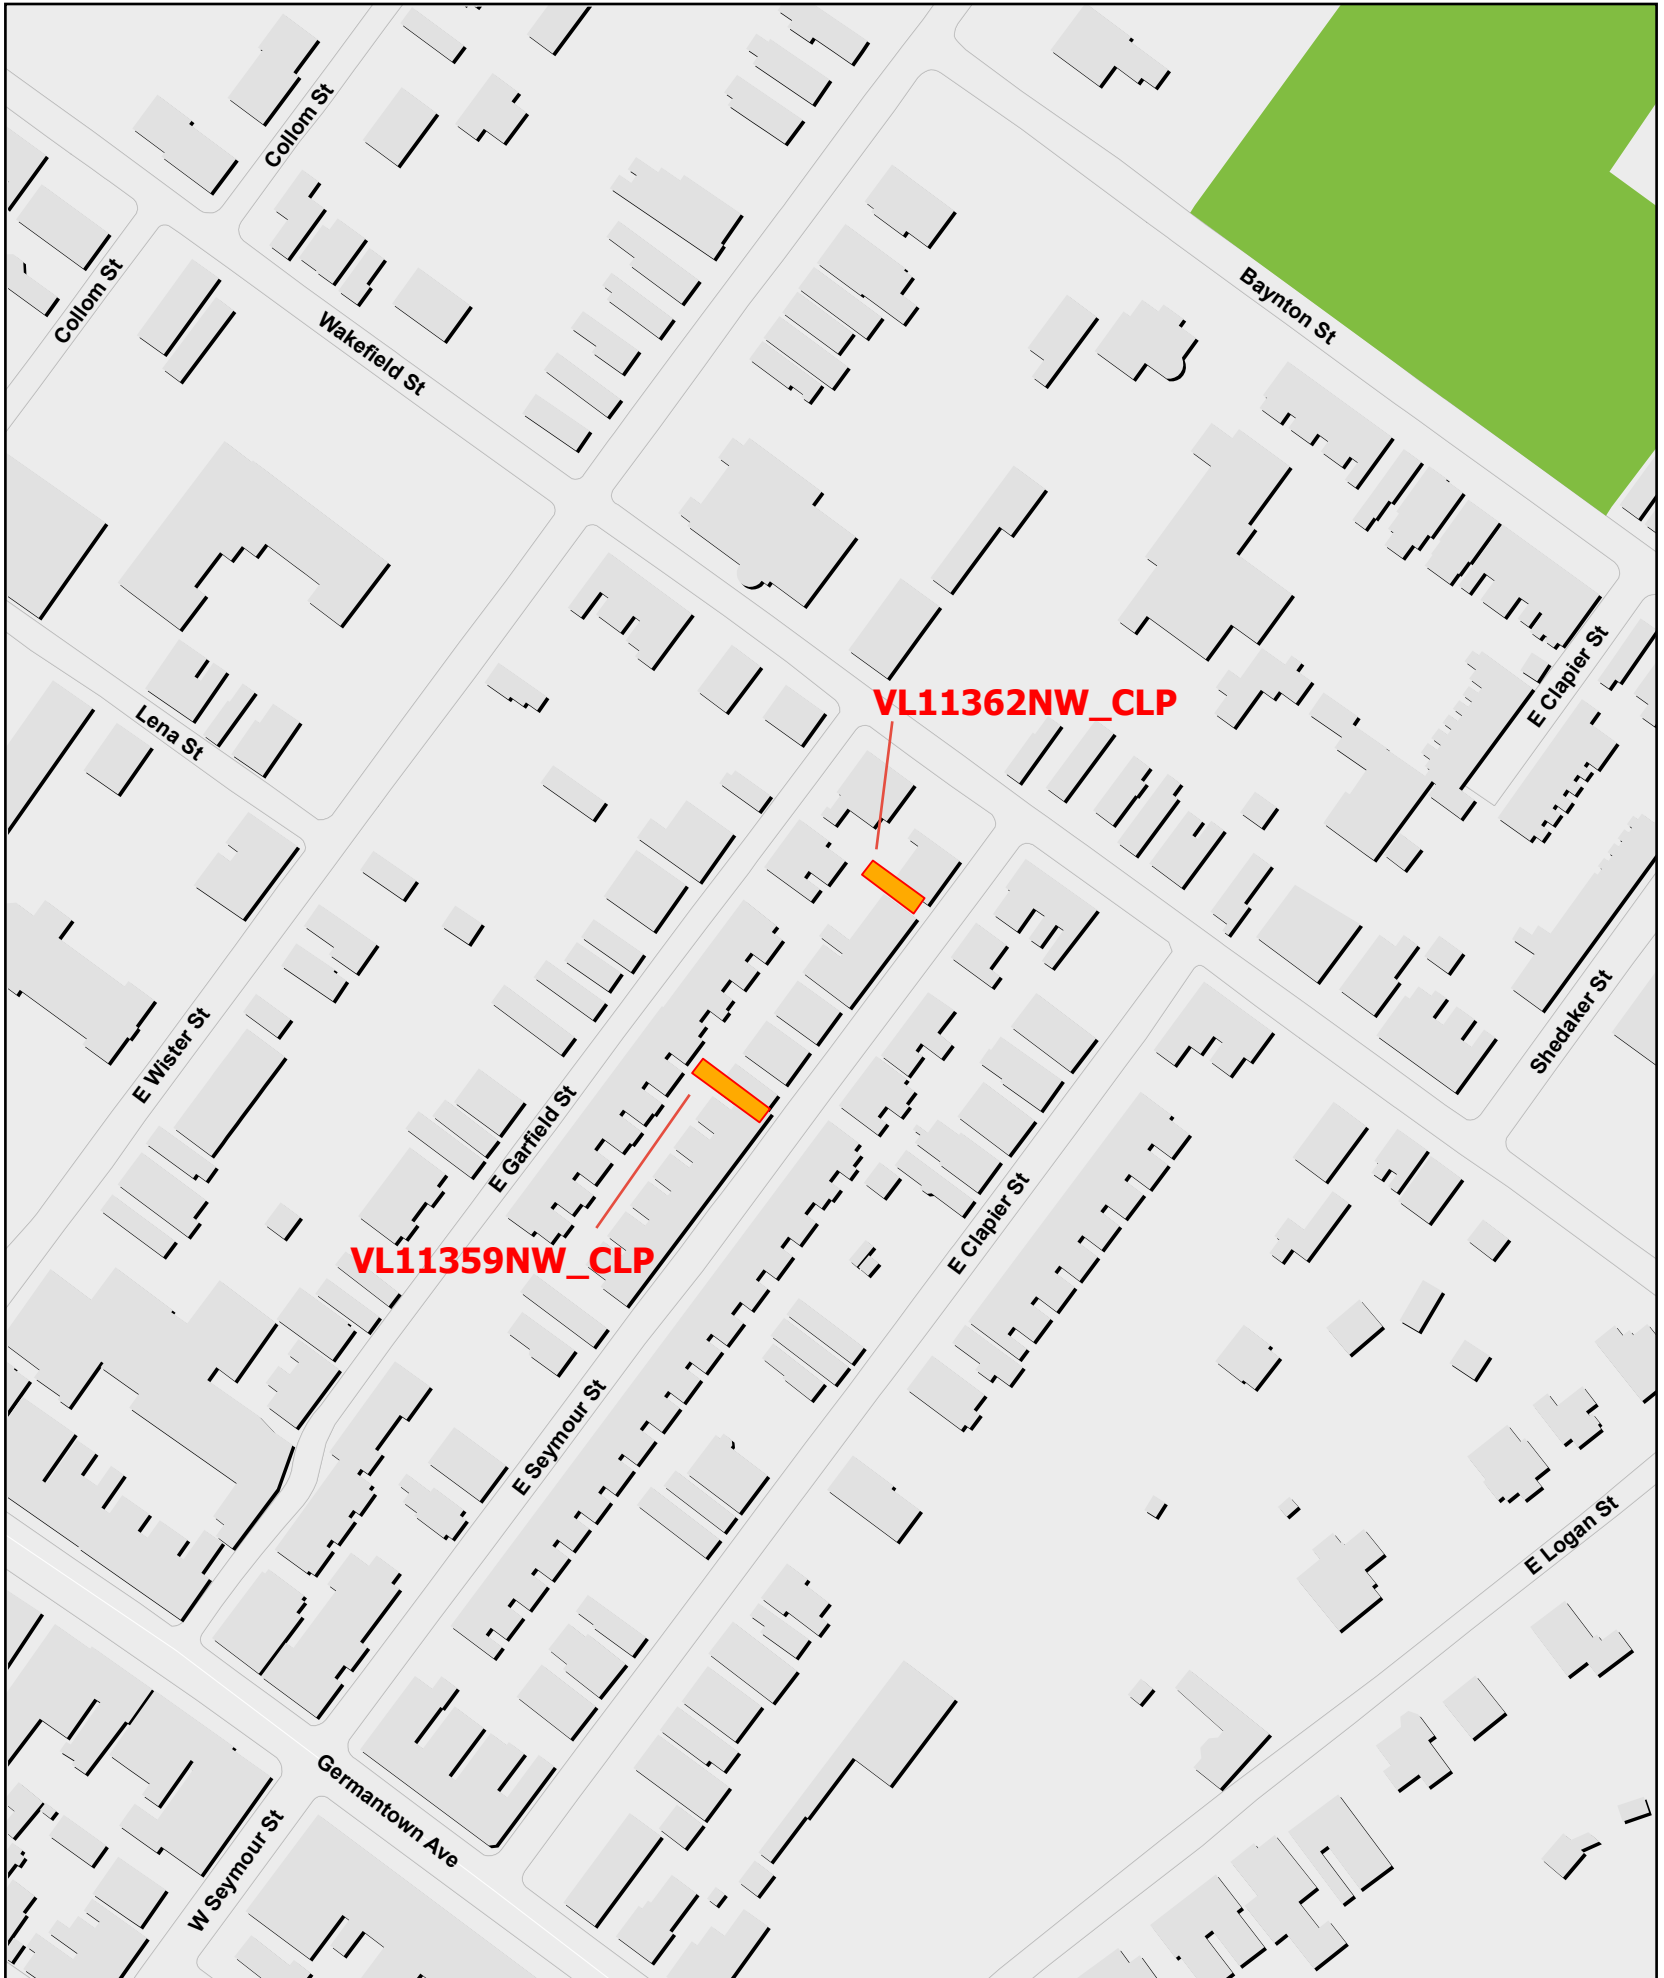 Collom St
Collom St
Wakefield St
Baynton St
E Clapier St
VL11362NW_CLP
Lena St
Shedaker St
E Wister St
E Garfield St
E Clapier St
VL11359NW_CLP
E Seymour St
E Logan St
Germantown Ave
W Seymour St